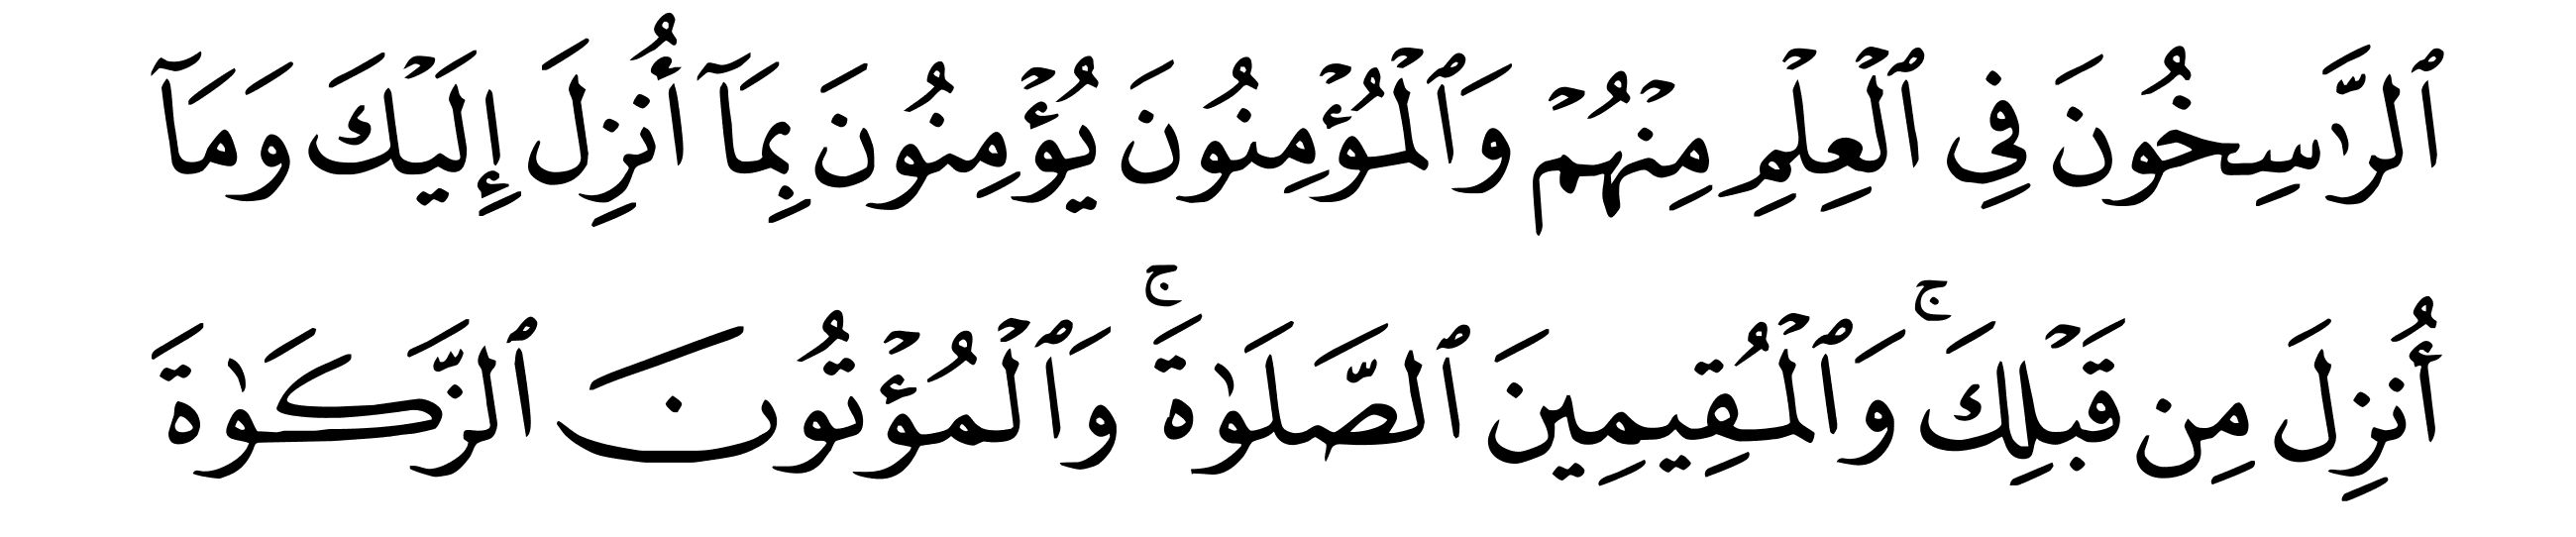 ٱلرَّٰسِخُونَ فِي ٱلۡعِلۡمِ مِنۡهُمۡ وَٱلۡمُؤۡمِنُونَ يُؤۡمِنُونَ بِمَآ أُنزِلَ إِلَيۡكَ وَمَآ
أُنزِلَ مِن قَبۡلِكَۚ وَٱلۡمُقِيمِينَ ٱلصَّلَوٰةَۚ وَٱلۡمُؤۡتُونَ ٱلزَّكَوٰةَ